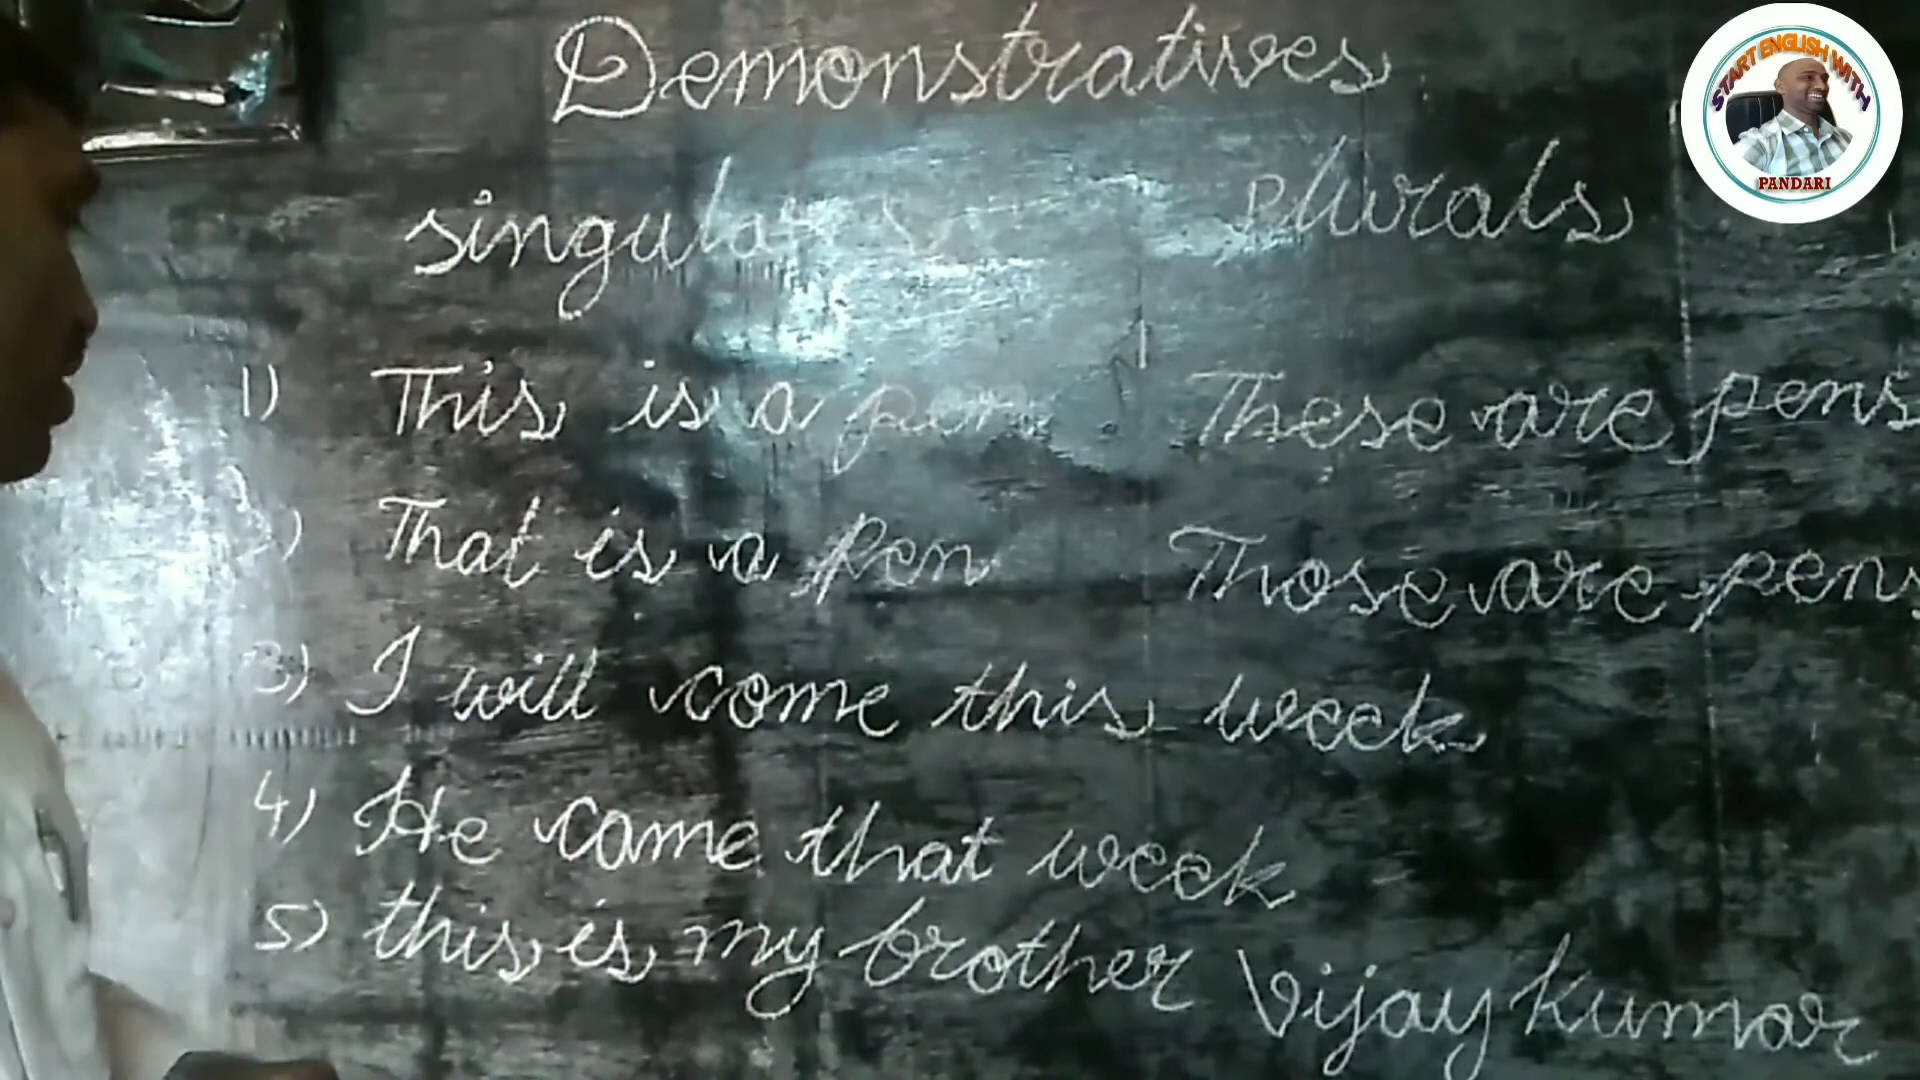 Demonstratives
singulars plurals
1) This is a pen These are pens
2) That is a pen Those are pens
3) I will come this week
4) He came that week
5) this is my brother Vijay kumar
START ENGLISH WITH
PANDARI